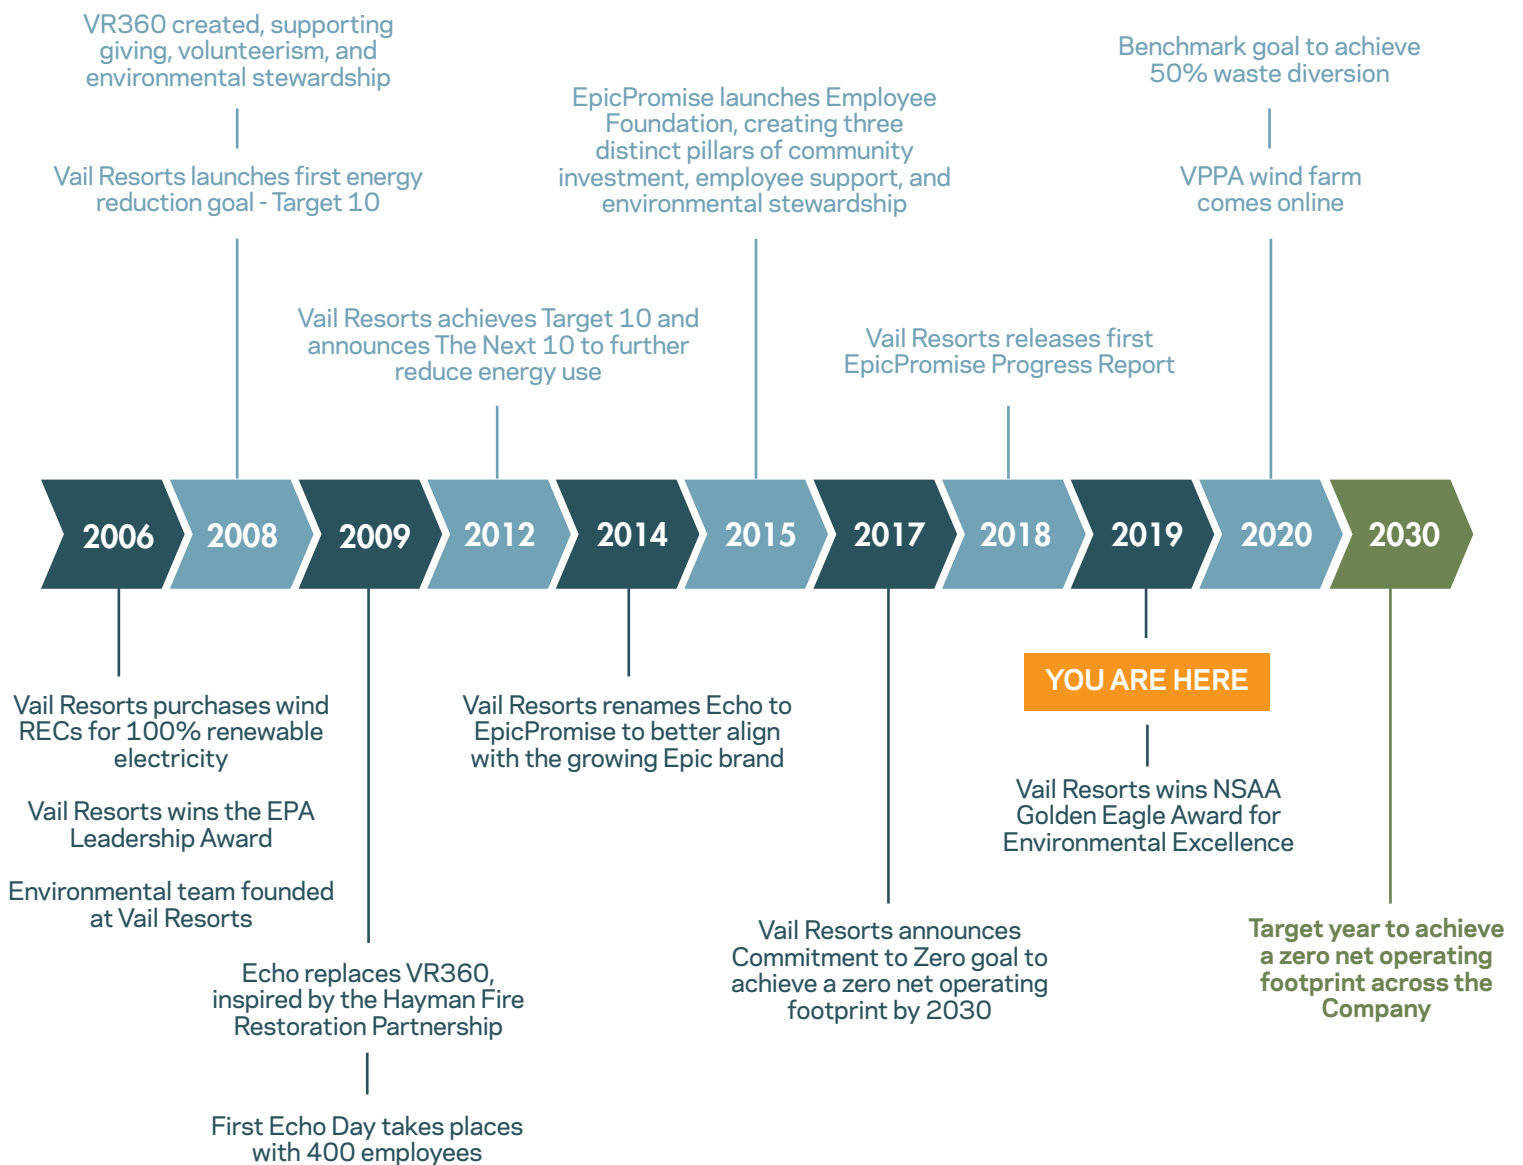 VR360 created, supporting
giving, volunteerism, and
environmental stewardship
Vail Resorts launches first energy
reduction goal - Target 10
Vail Resorts achieves Target 10 and
announces The Next 10 to further
reduce energy use
EpicPromise launches Employee
Foundation, creating three
distinct pillars of community
investment, employee support, and
environmental stewardship
Vail Resorts releases first
EpicPromise Progress Report
Benchmark goal to achieve
50% waste diversion
VPPA wind farm
comes online
2006 2008 2009 2012 2014 2015 2017 2018 2019 2020 2030
Vail Resorts purchases wind
RECs for 100% renewable
electricity
Vail Resorts wins the EPA
Leadership Award
Environmental team founded
at Vail Resorts
Echo replaces VR360,
inspired by the Hayman Fire
Restoration Partnership
First Echo Day takes places
with 400 employees
Vail Resorts renames Echo to
EpicPromise to better align
with the growing Epic brand
Vail Resorts announces
Commitment to Zero goal to
achieve a zero net operating
footprint by 2030
YOU ARE HERE
Vail Resorts wins NSAA
Golden Eagle Award for
Environmental Excellence
Target year to achieve
a zero net operating
footprint across the
Company